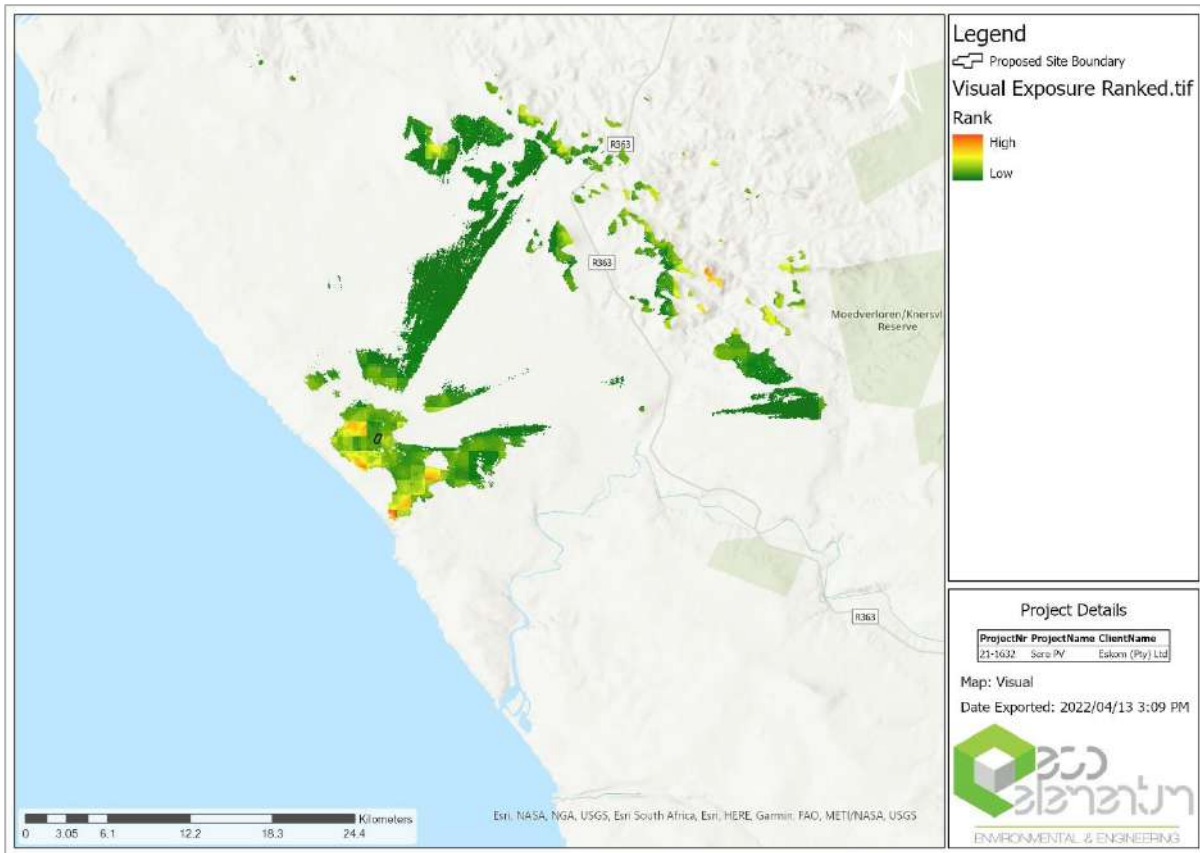 N
R363
R363
Moedverloren/Knersvl
Reserve
R363
Kilometers
0 3.05 6.1 12.2 18.3 24.4
Esri, NASA, NGA, USGS, Esri South Africa, Esri, HERE, Garmin, FAO, METI/NASA, USGS
Legend
Proposed Site Boundary
Visual Exposure Ranked.tif
Rank
High
Low
Project Details
ProjectNr ProjectName ClientName
21-1632 Sere PV Eskom (Pty) Ltd
Map: Visual
Date Exported: 2022/04/13 3:09 PM
eco
elementum
ENVIRONMENTAL & ENGINEERING